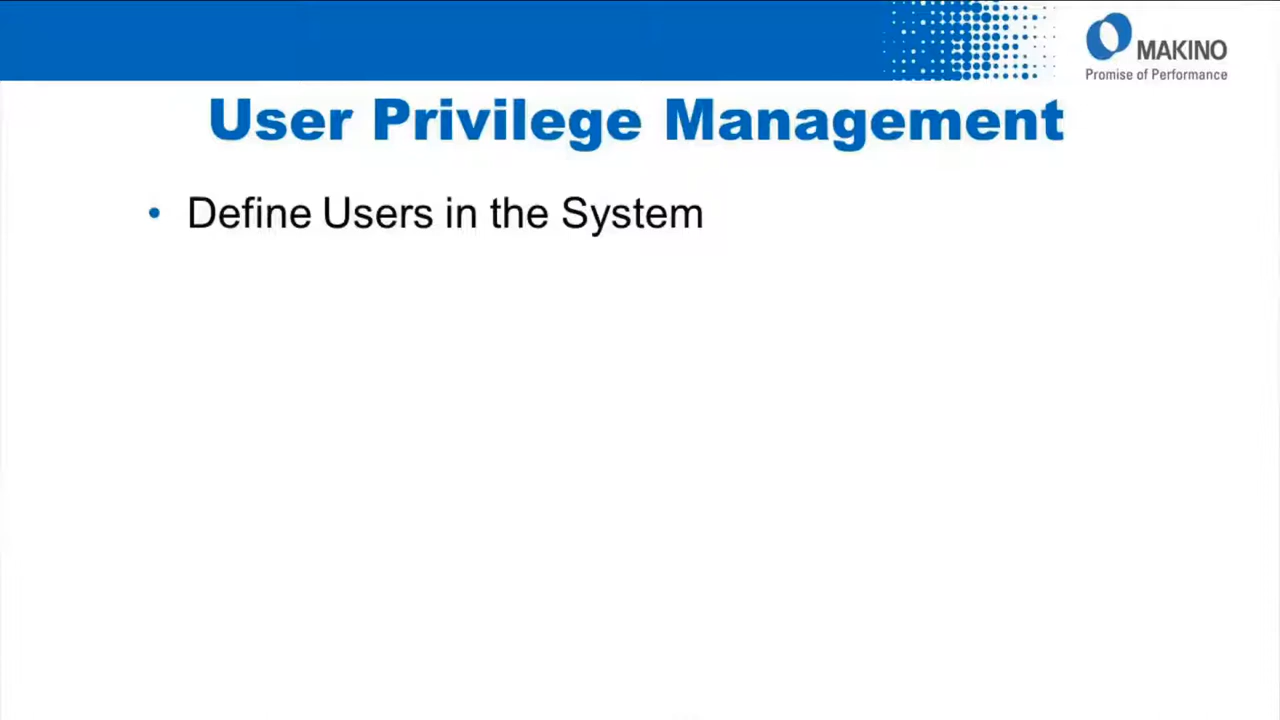 MAKINO
Promise of Performance
User Privilege Management
• Define Users in the System